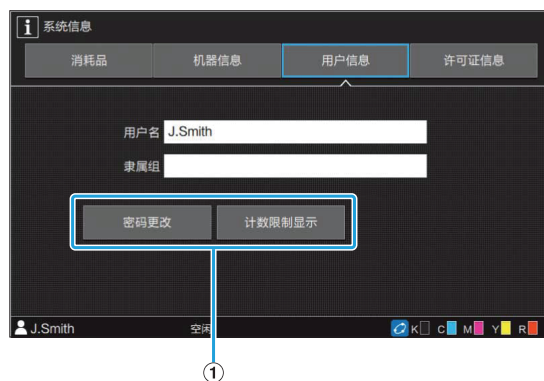 i 系统信息
消耗品 机器信息 用户信息 许可证信息
用户名 J.Smith
隶属组
密码更改 计数限制显示
J.Smith 空闲 K C M Y R
1